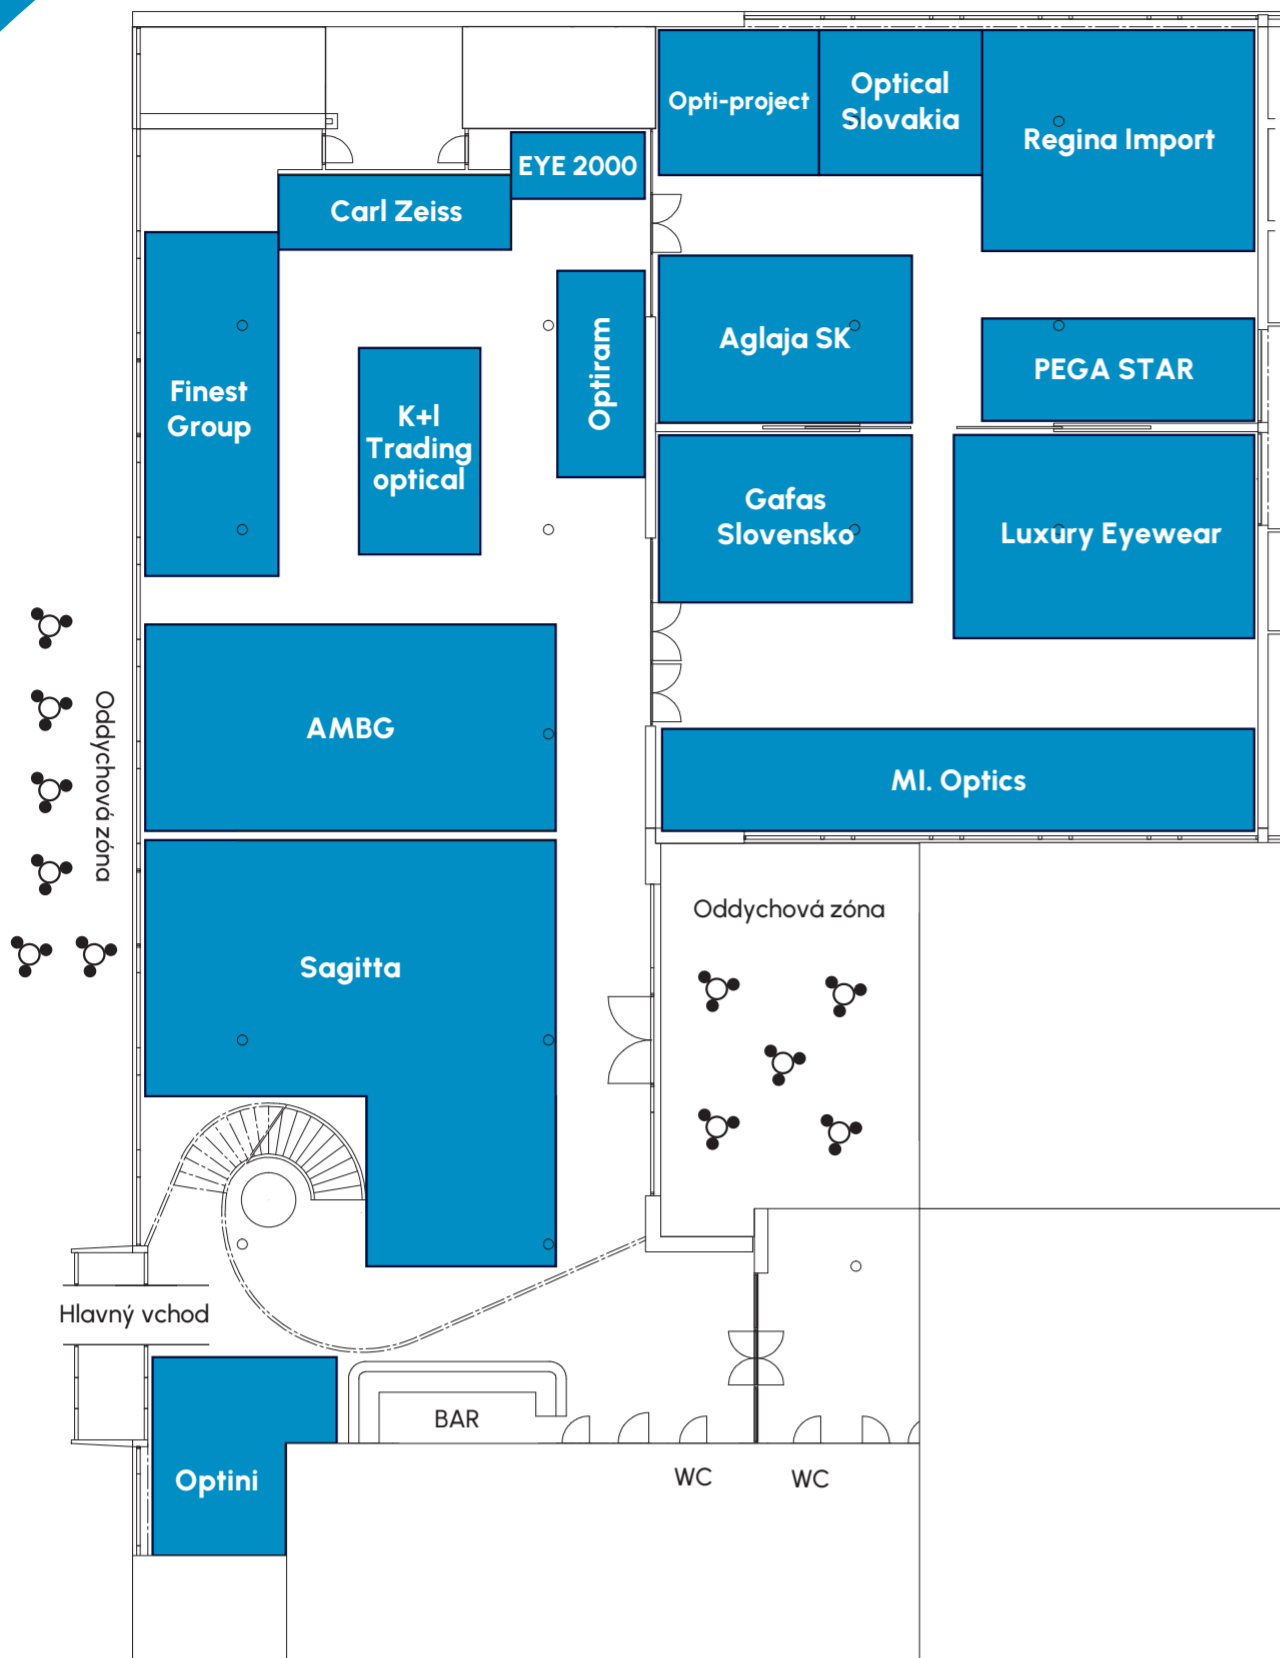 Opti-project
Optical
Slovakia
Regina Import
EYE 2000
Carl Zeiss
Finest
Group
K+I
Trading
optical
Optiram
Aglaja SK
PEGA STAR
Gafas
Slovensko
Luxury Eyewear
Oddychová zóna
AMBG
MI. Optics
Sagitta
Oddychová zóna
Hlavný vchod
BAR
Optini
WC
WC